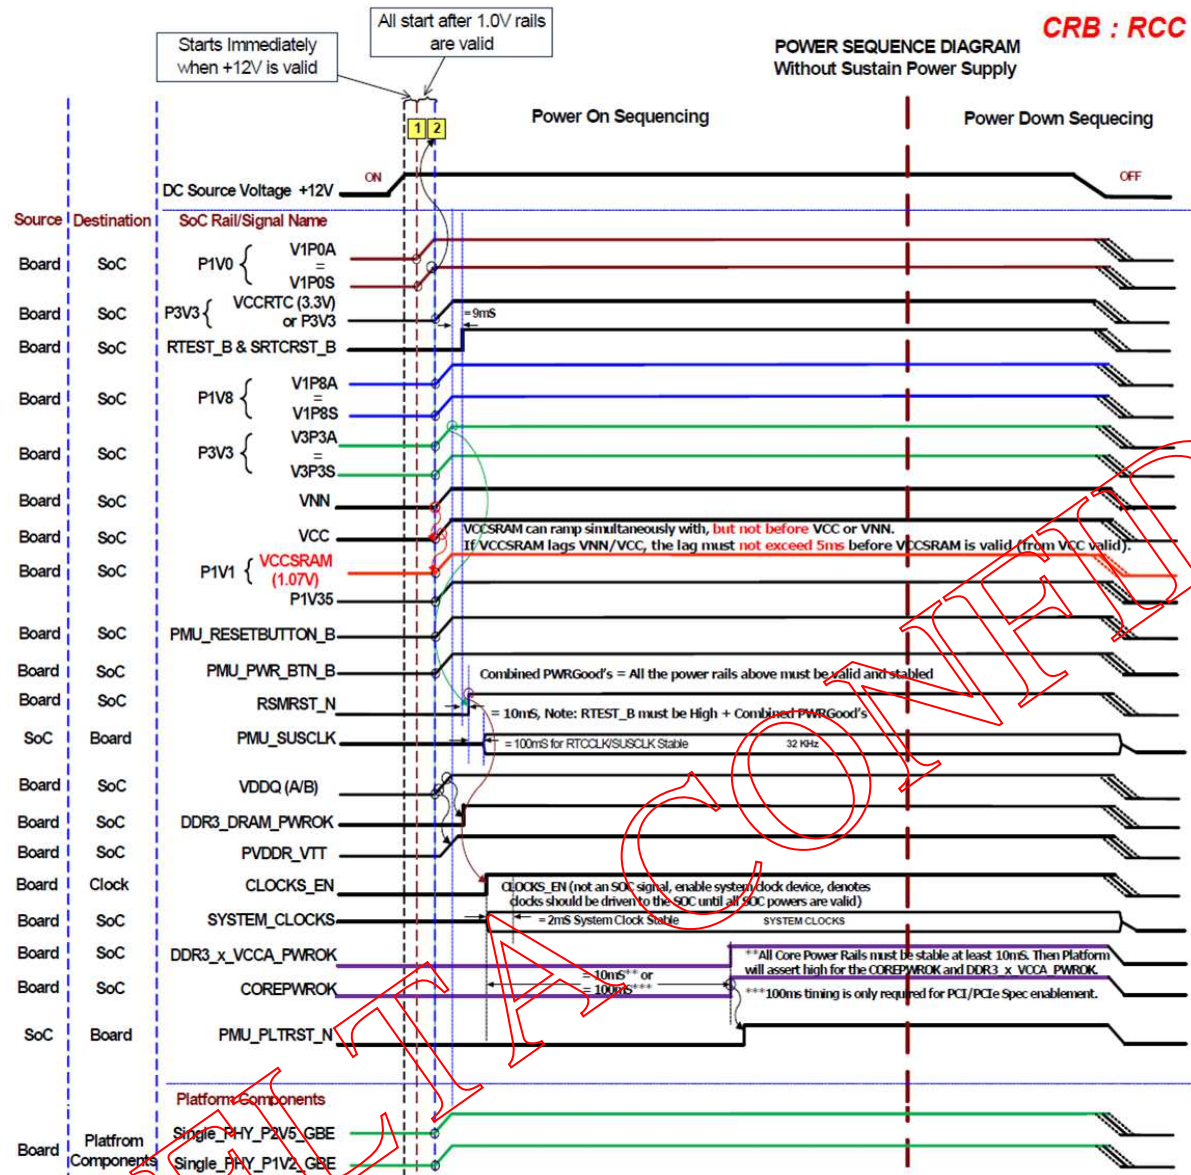 CRB : RCC
All start after 1.0V rails
are valid
Starts Immediately
when +12V is valid
POWER SEQUENCE DIAGRAM
Without Sustain Power Supply
1 2
Power On Sequencing
Power Down Sequecing
DC Source Voltage +12V
ON
OFF
Source Destination SoC Rail/Signal Name
Board SoC P1V0 { V1P0A
=
V1P0S
Board SoC P3V3 { VCCRTC (3.3V)
or P3V3
= 9mS
Board SoC RTEST_B & SRTCRST_B
Board SoC P1V8 { V1P8A
=
V1P8S
Board SoC P3V3 { V3P3A
=
V3P3S
Board SoC VNN
Board SoC VCC
VCCSRAM can ramp simultaneously with, but not before VCC or VNN.
If VCCSRAM lags VNN/VCC, the lag must not exceed 5ms before VCCSRAM is valid (from VCC valid).
Board SoC P1V1 { VCCSRAM
(1.07V)
P1V35
Board SoC PMU_RESETBUTTON_B
Board SoC PMU_PWR_BTN_B
Combined PWRGood's = All the power rails above must be valid and stabled
Board SoC RSMRST_N
= 10mS, Note: RTEST_B must be High + Combined PWRGood's
SoC Board PMU_SUSCLK
= 100mS for RTCCLK/SUSCLK Stable
32 KHz
Board SoC VDDQ (A/B)
Board SoC DDR3_DRAM_PWROK
Board SoC PVDDR_VTT
Board Clock CLOCKS_EN
CLOCKS_EN (not an SOC signal, enable system clock device, denotes
clocks should be driven to the SOC until all SOC powers are valid)
Board SoC SYSTEM_CLOCKS
= 2mS System Clock Stable
SYSTEM CLOCKS
Board SoC DDR3_x_VCCA_PWROK
**All Core Power Rails must be stable at least 10mS. Then Platform
will assert high for the COREPWROK and DDR3_x_VCCA_PWROK.
Board SoC COREPWROK
= 10mS** or
= 100mS***
***100ms timing is only required for PCI/PCIe Spec enablement.
SoC Board PMU_PLTRST_N
Platform Components
Board Platfrom
Components
Single_PHY_P2V5_GBE
Single_PHY_P1V2_GBE